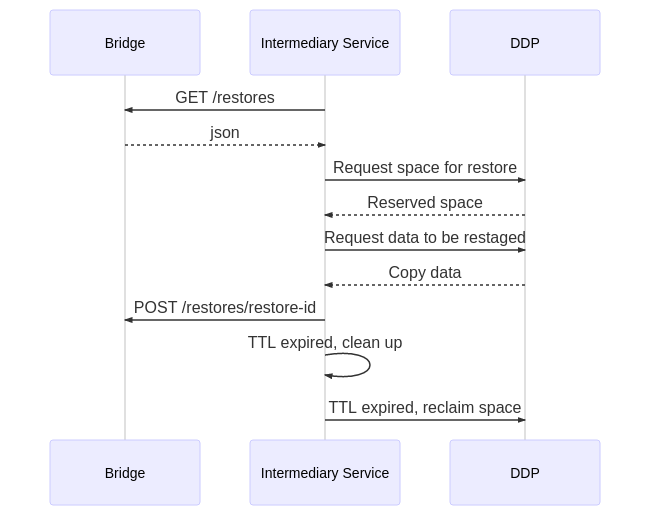 Bridge
Intermediary Service
DDP
GET /restores
json
Request space for restore
Reserved space
Request data to be restaged
Copy data
POST /restores/restore-id
TTL expired, clean up
TTL expired, reclaim space
Bridge
Intermediary Service
DDP